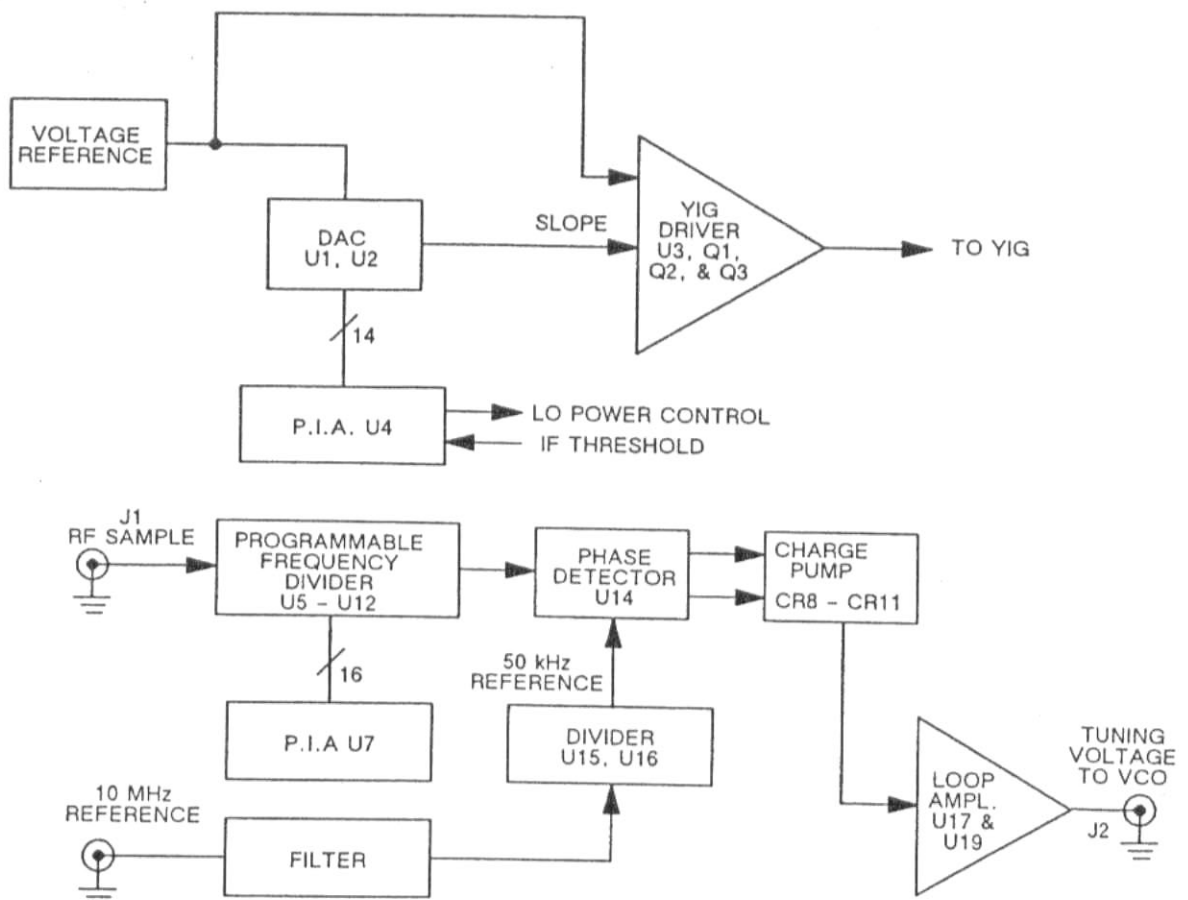 VOLTAGE
REFERENCE
DAC
U1, U2
SLOPE
YIG
DRIVER
U3, Q1,
Q2, & Q3
TO YIG
14
P.I.A. U4
LO POWER CONTROL
IF THRESHOLD
J1
RF SAMPLE
PROGRAMMABLE
FREQUENCY
DIVIDER
U5 - U12
PHASE
DETECTOR
U14
CHARGE
PUMP
CR8 - CR11
16
50 kHz
REFERENCE
P.I.A U7
DIVIDER
U15, U16
10 MHz
REFERENCE
FILTER
LOOP
AMPL.
U17 &
U19
TUNING
VOLTAGE
TO VCO
J2